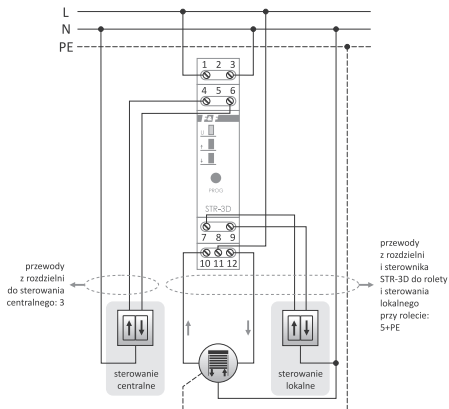 L
N
PE
1 2 3
4 5 6
F&F
U
↑
↓
PROG
STR-3D
7 8 9
10 11 12
przewody
z rozdzielni
do sterowania
centralnego: 3
przewody
z rozdzielni
i sterownika
STR-3D do rolety
i sterowania
lokalnego
przy rolecie:
5+PE
sterowanie
centralne
sterowanie
lokalne